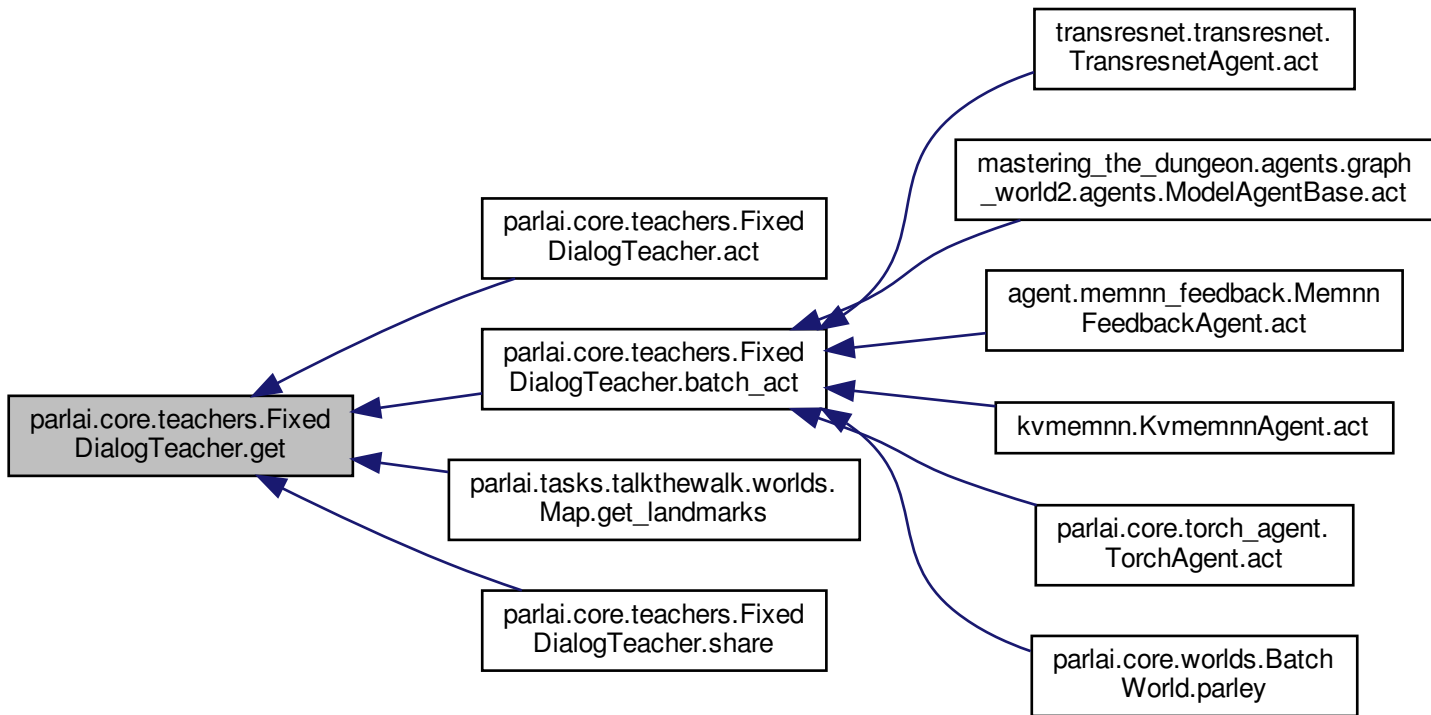 parlai.core.teachers.Fixed
DialogTeacher.get
parlai.core.teachers.Fixed
DialogTeacher.act
parlai.core.teachers.Fixed
DialogTeacher.batch_act
parlai.tasks.talkthewalk.worlds.
Map.get_landmarks
parlai.core.teachers.Fixed
DialogTeacher.share
transresnet.transresnet.
TransresnetAgent.act
mastering_the_dungeon.agents.graph
_world2.agents.ModelAgentBase.act
agent.memnn_feedback.Memnn
FeedbackAgent.act
kvmemnn.KvmemnnAgent.act
parlai.core.torch_agent.
TorchAgent.act
parlai.core.worlds.Batch
World.parley